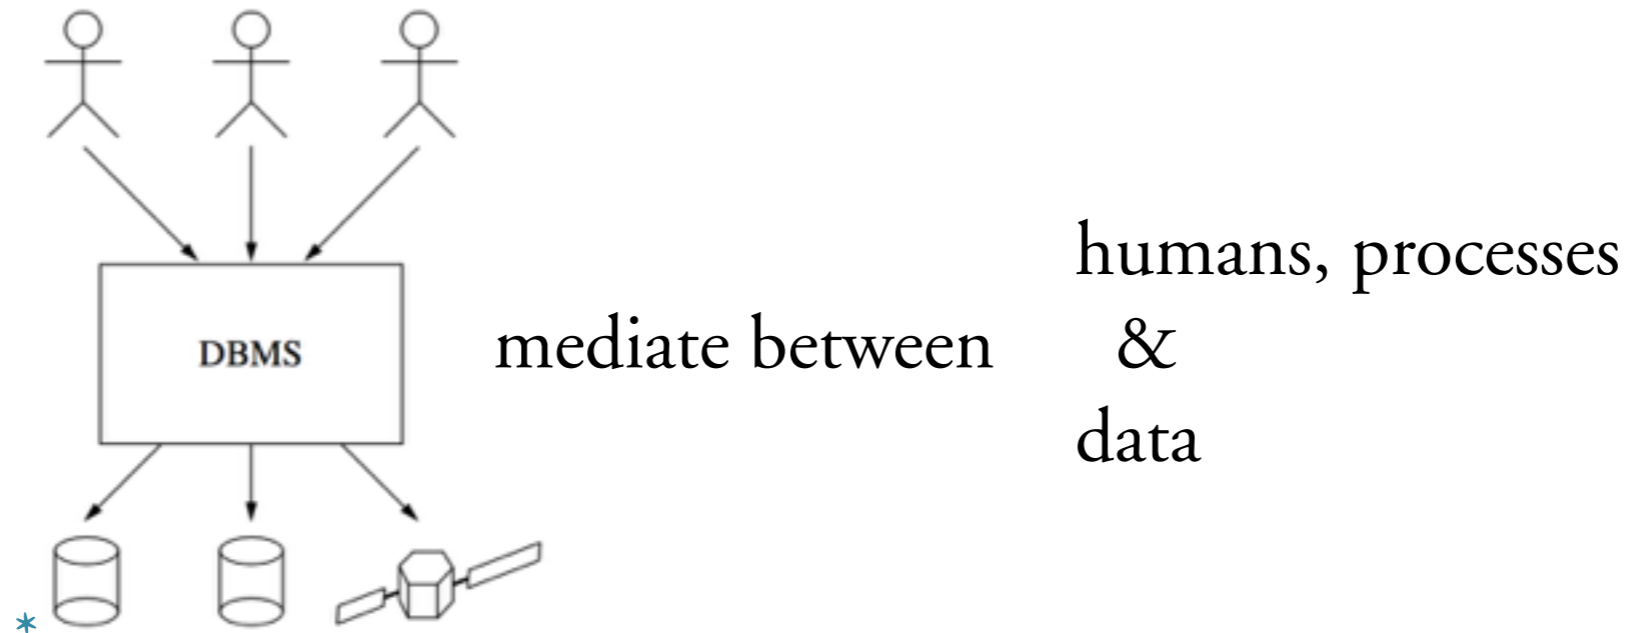 DBMS
mediate between
humans, processes
&
data
*